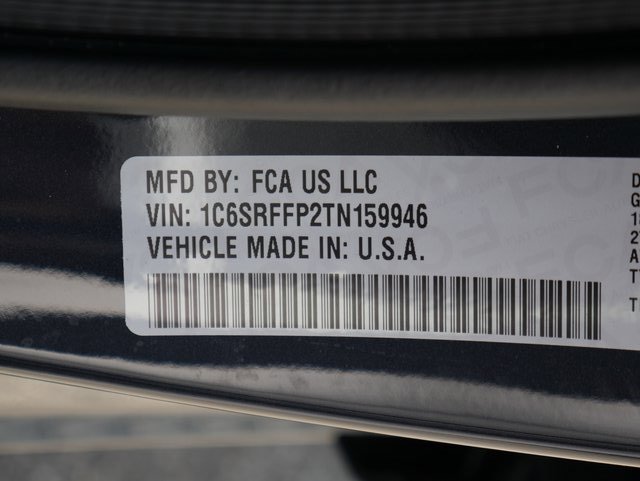 MFD BY: FCA US LLC
VIN: 1C6SRFFP2TN159946
VEHICLE MADE IN: U.S.A.